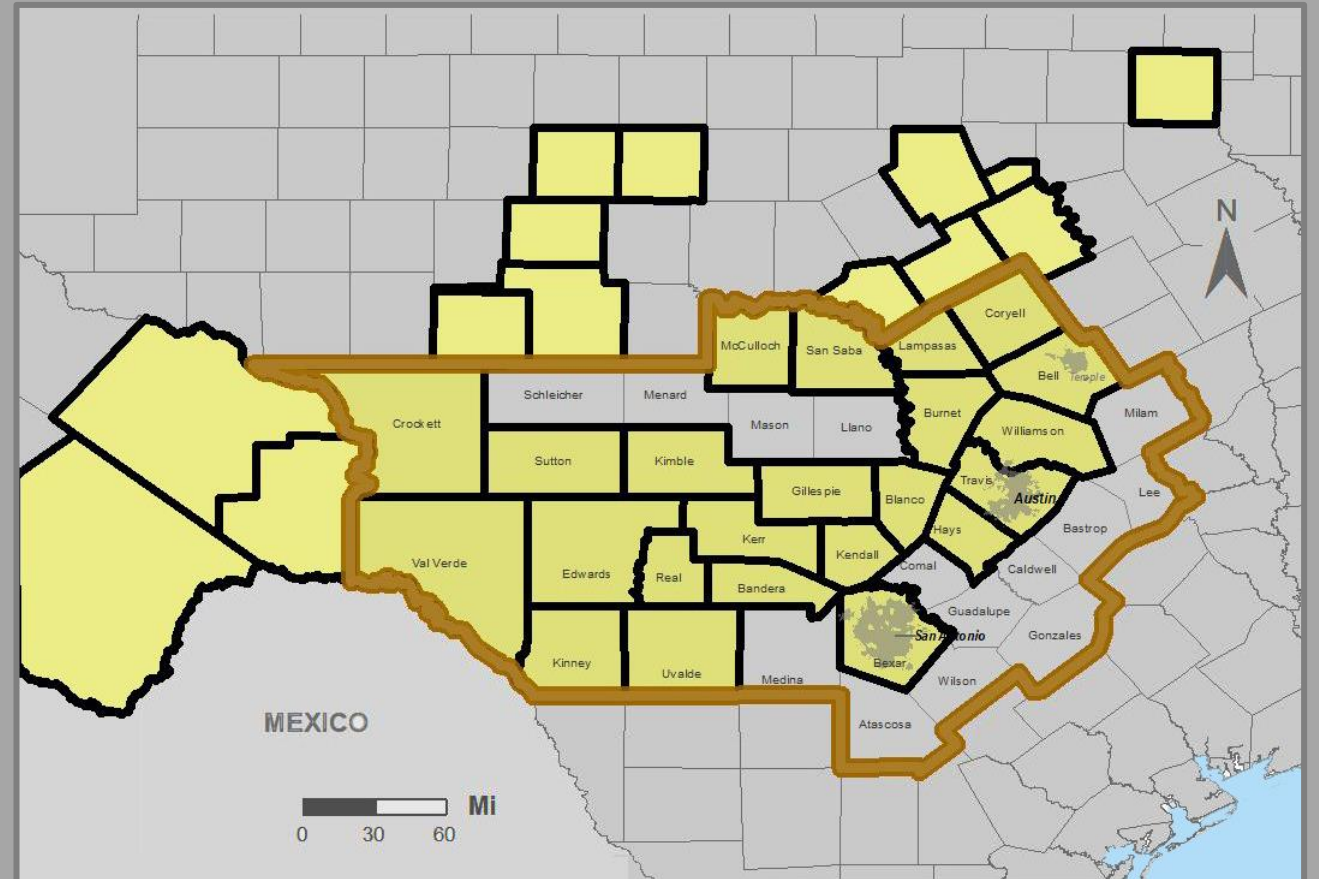 N
Coryell
McCulloch
San Saba
Lampasas
Bell
Temple
Schleicher
Menard
Milam
Crockett
Mason
Llano
Burnet
Williamson
Sutton
Kimble
Gillespie
Blanco
Travis
Austin
Lee
Hays
Bastrop
Val Verde
Edwards
Real
Kerr
Kendall
Comal
Caldwell
Bandera
Guadalupe
San Antonio
Gonzales
Kinney
Uvalde
Medina
Bexar
Wilson
MEXICO
Atascosa
Mi
0 30 60